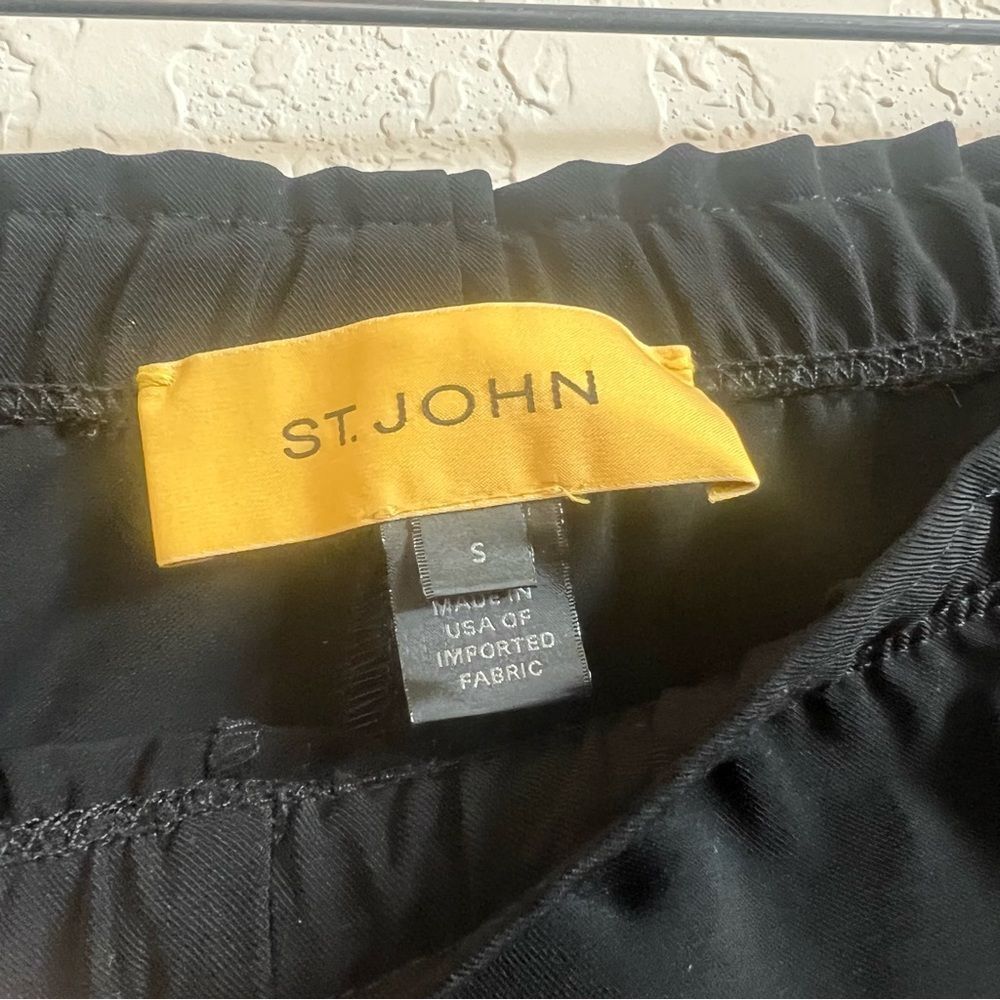 ST. JOHN
S
MADE IN
USA OF
IMPORTED
FABRIC